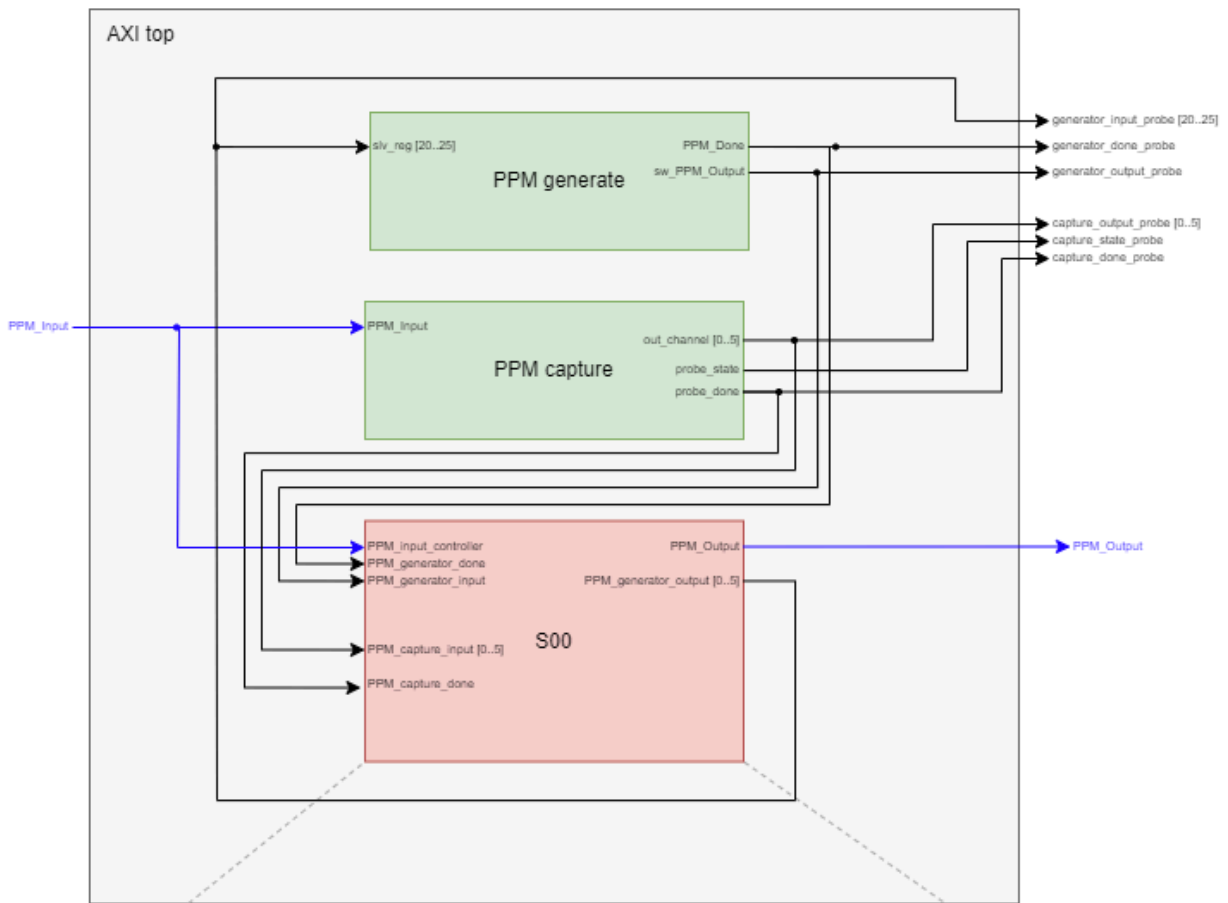 AXI top
generator_input_probe [20..25]
slv_reg [20..25]
PPM_Done
generator_done_probe
sw_PPM_Output
generator_output_probe
PPM generate
capture_output_probe [0..5]
capture_state_probe
capture_done_probe
PPM_Input
PPM_Input
out_channel [0..5]
PPM capture
probe_state
probe_done
PPM_input_controller
PPM_Output
PPM_Output
PPM_generator_done
PPM_generator_input
PPM_generator_output [0..5]
S00
PPM_capture_input [0..5]
PPM_capture_done